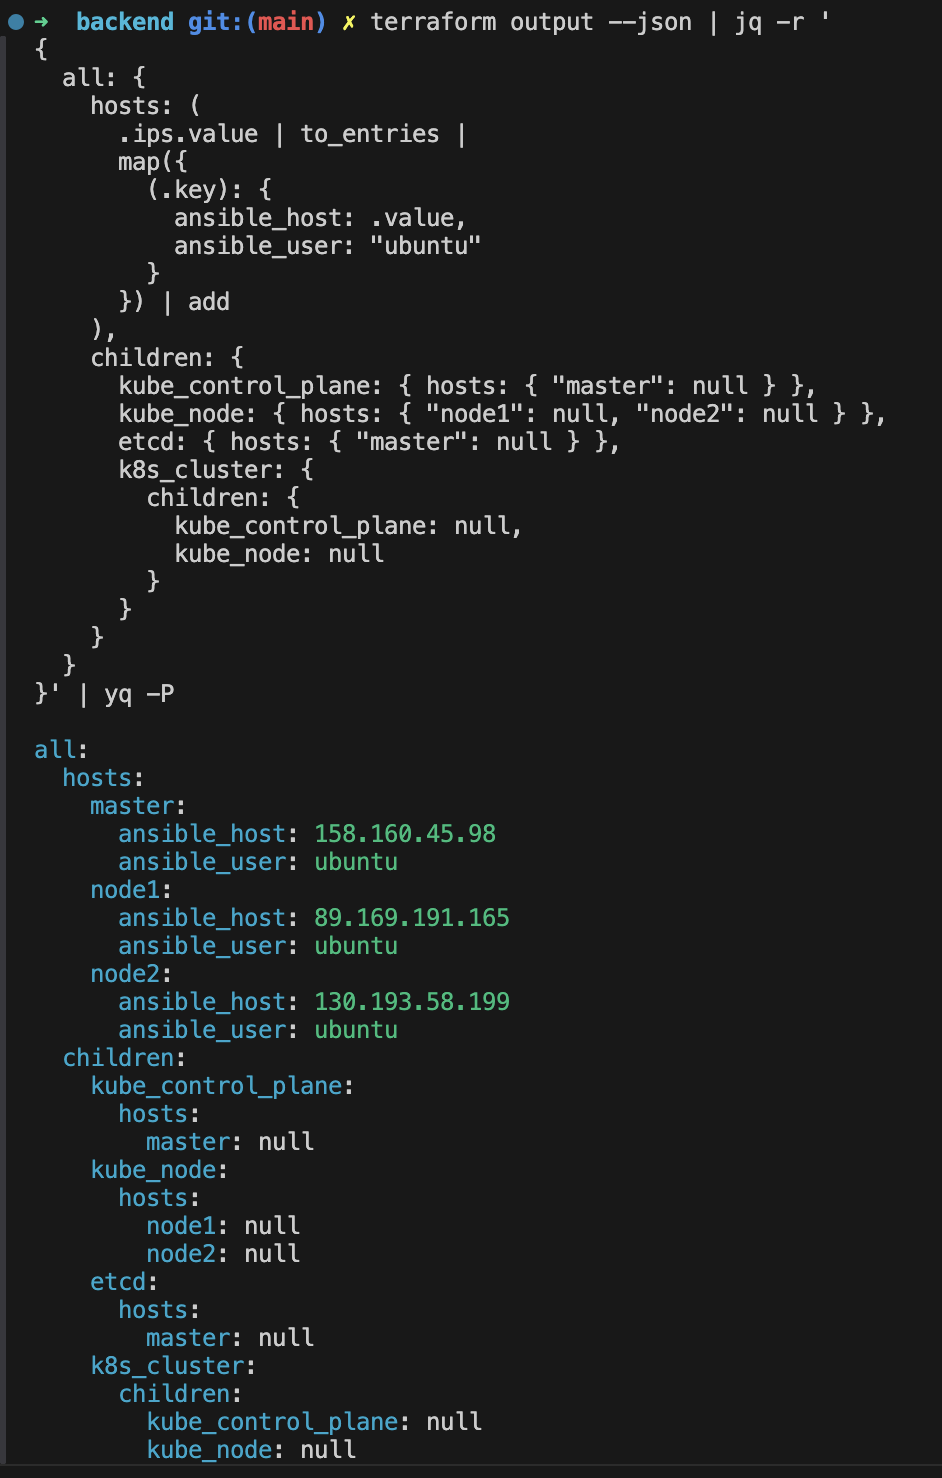 ➜  backend git:(main) ✗ terraform output --json | jq -r '
{
  all: {
    hosts: (
      .ips.value | to_entries |
      map({
        (.key): {
          ansible_host: .value,
          ansible_user: "ubuntu"
        }
      }) | add
    ),
    children: {
      kube_control_plane: { hosts: { "master": null } },
      kube_node: { hosts: { "node1": null, "node2": null } },
      etcd: { hosts: { "master": null } },
      k8s_cluster: {
        children: {
          kube_control_plane: null,
          kube_node: null
        }
      }
    }
  }
}' | yq -P

all:
  hosts:
    master:
      ansible_host: 158.160.45.98
      ansible_user: ubuntu
    node1:
      ansible_host: 89.169.191.165
      ansible_user: ubuntu
    node2:
      ansible_host: 130.193.58.199
      ansible_user: ubuntu
  children:
    kube_control_plane:
      hosts:
        master: null
    kube_node:
      hosts:
        node1: null
        node2: null
    etcd:
      hosts:
        master: null
    k8s_cluster:
      children:
        kube_control_plane: null
        kube_node: null